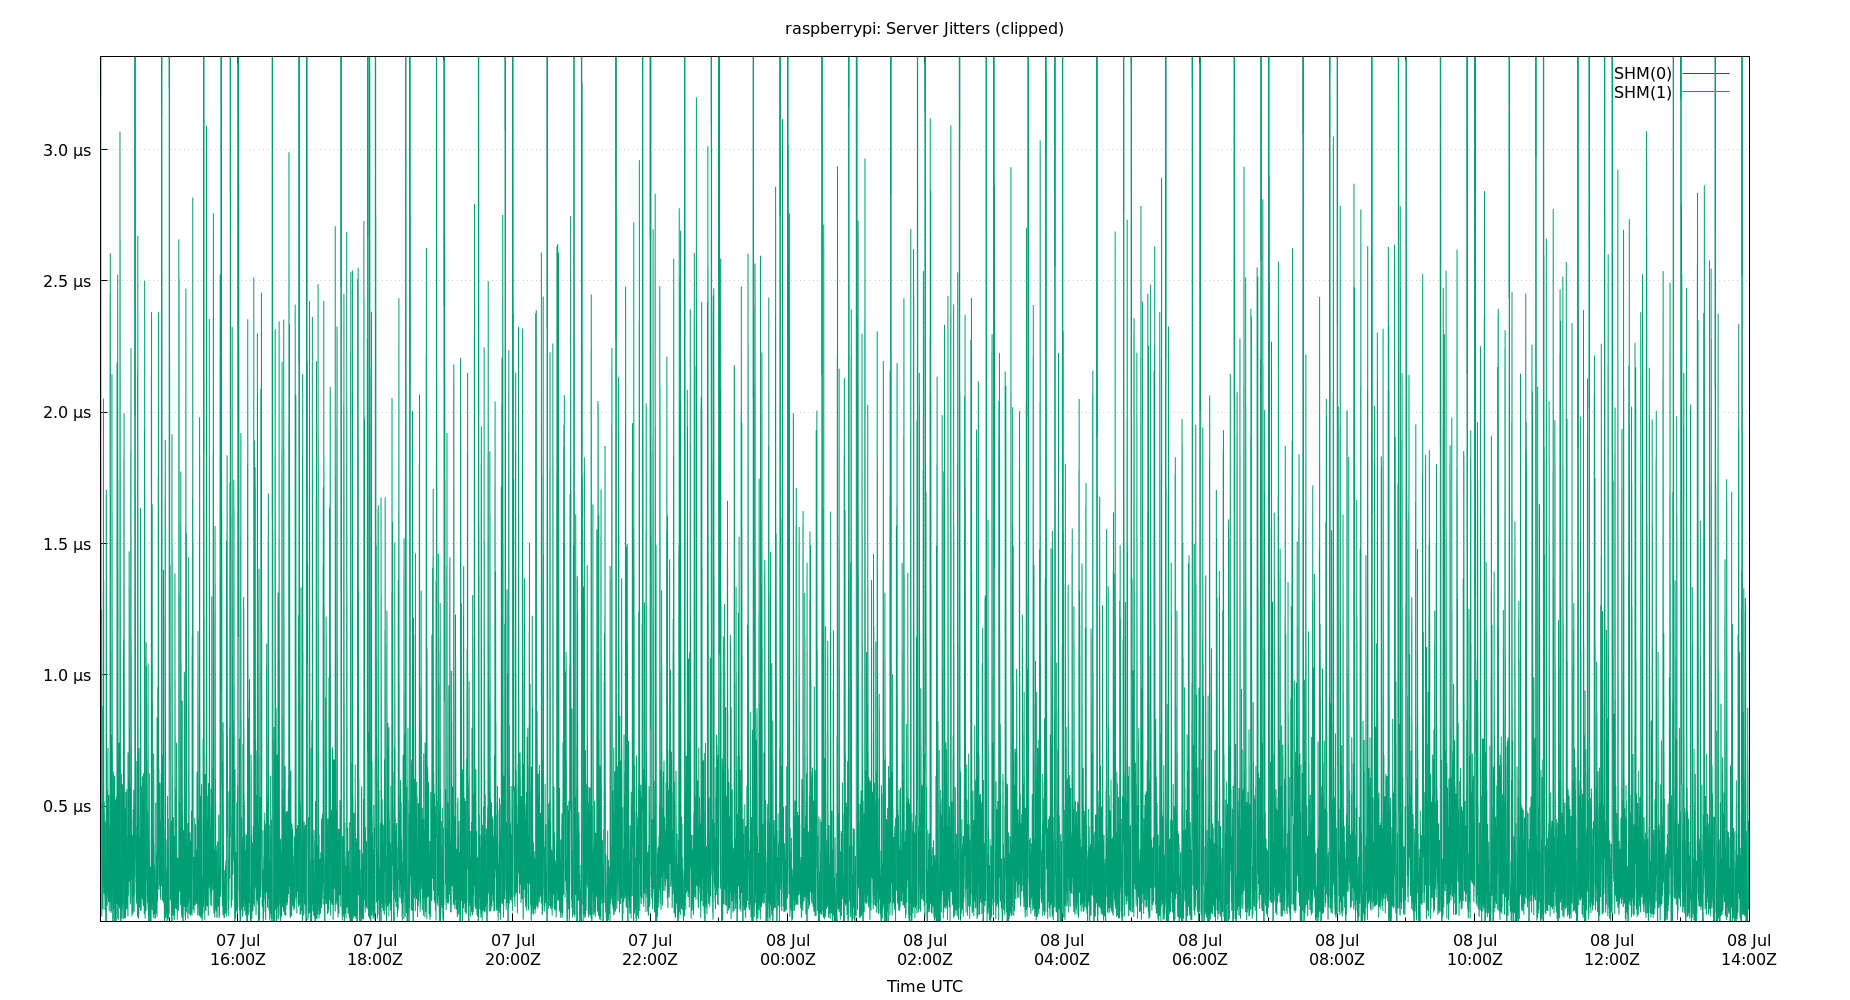 raspberrypi: Server Jitters (clipped)
SHM(0)
SHM(1)
3.0 µs
2.5 µs
2.0 µs
1.5 µs
1.0 µs
0.5 µs
07 Jul 07 Jul 07 Jul 07 Jul 08 Jul 08 Jul 08 Jul 08 Jul 08 Jul 08 Jul 08 Jul 08 Jul
16:00Z 18:00Z 20:00Z 22:00Z 00:00Z 02:00Z 04:00Z 06:00Z 08:00Z 10:00Z 12:00Z 14:00Z
Time UTC